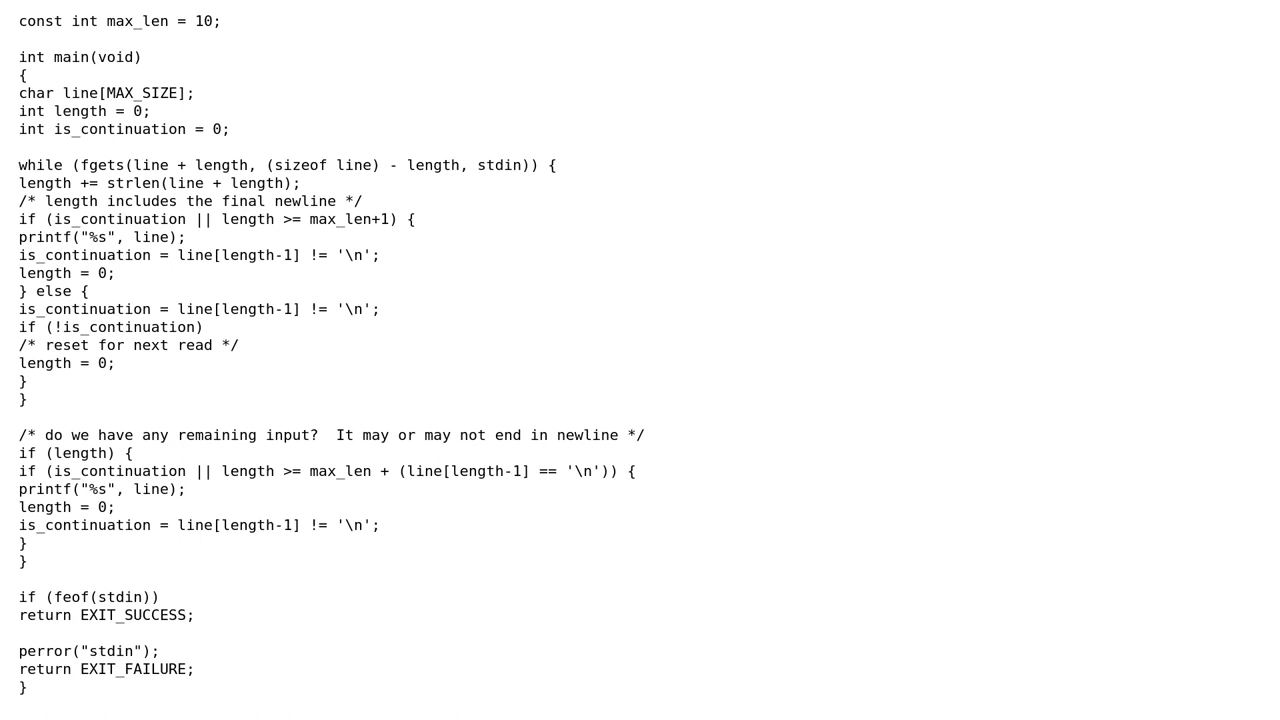 const int max_len = 10;

int main(void)
{
char line[MAX_SIZE];
int length = 0;
int is_continuation = 0;

while (fgets(line + length, (sizeof line) - length, stdin)) {
length += strlen(line + length);
/* length includes the final newline */
if (is_continuation || length >= max_len+1) {
printf("%s", line);
is_continuation = line[length-1] != '\n';
length = 0;
} else {
is_continuation = line[length-1] != '\n';
if (!is_continuation)
/* reset for next read */
length = 0;
}
}

/* do we have any remaining input?  It may or may not end in newline */
if (length) {
if (is_continuation || length >= max_len + (line[length-1] == '\n')) {
printf("%s", line);
length = 0;
is_continuation = line[length-1] != '\n';
}
}

if (feof(stdin))
return EXIT_SUCCESS;

perror("stdin");
return EXIT_FAILURE;
}